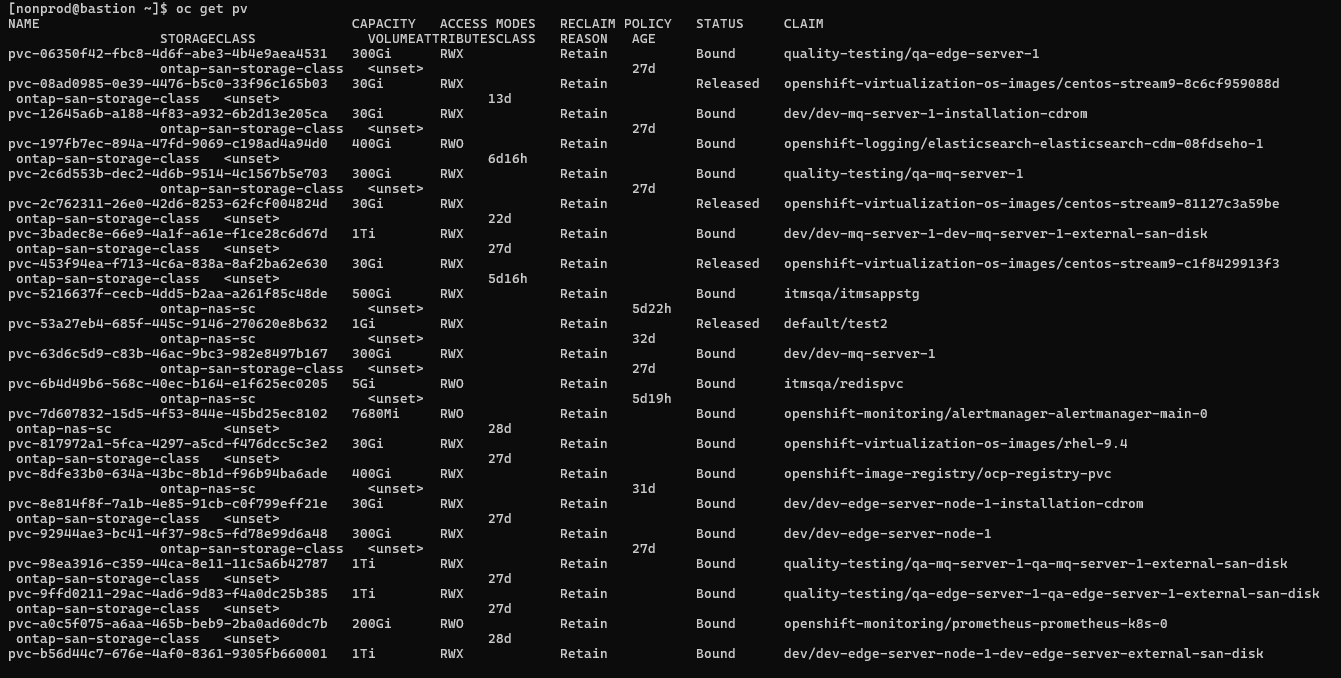 [nonprod@bastion ~]$ oc get pv
NAME CAPACITY ACCESS MODES RECLAIM POLICY STATUS CLAIM
STORAGECLASS VOLUMEATTRIBUTESCLASS REASON AGE
pvc-06350f42-fbc8-4d6f-abe3-4b4e9aea4531 300Gi RWX Retain Bound quality-testing/qa-edge-server-1
ontap-san-storage-class <unset> 27d
pvc-08ad0985-0e39-4476-b5c0-33f96c165b03 30Gi RWX Retain Released openshift-virtualization-os-images/centos-stream9-8c6cf959088d
ontap-san-storage-class <unset> 13d
pvc-12645a6b-a188-4f83-a932-6b2d13e205ca 30Gi RWX Retain Bound dev/dev-mq-server-1-installation-cdrom
ontap-san-storage-class <unset> 27d
pvc-197fb7ec-894a-47fd-9069-c198ad4a94d0 400Gi RWO Retain Bound openshift-logging/elasticsearch-elasticsearch-cdm-08fdseho-1
ontap-san-storage-class <unset> 6d16h
pvc-2c6d553b-dec2-4d6b-9514-4c1567b5e703 300Gi RWX Retain Bound quality-testing/qa-mq-server-1
ontap-san-storage-class <unset> 27d
pvc-2c762311-26e0-42d6-8253-62fcf004824d 30Gi RWX Retain Released openshift-virtualization-os-images/centos-stream9-81127c3a59be
ontap-san-storage-class <unset> 22d
pvc-3badec8e-66e9-4a1f-a61e-f1ce28c6d67d 1Ti RWX Retain Bound dev/dev-mq-server-1-dev-mq-server-1-external-san-disk
ontap-san-storage-class <unset> 27d
pvc-453f94ea-f713-4c6a-838a-8af2ba62e630 30Gi RWX Retain Released openshift-virtualization-os-images/centos-stream9-c1f8429913f3
ontap-san-storage-class <unset> 5d16h
pvc-5216637f-cecb-4dd5-b2aa-a261f85c48de 500Gi RWX Retain Bound itmsqa/itmsappstg
ontap-nas-sc <unset> 5d22h
pvc-53a27eb4-685f-445c-9146-270620e8b632 1Gi RWX Retain Released default/test2
ontap-nas-sc <unset> 32d
pvc-63d6c5d9-c83b-46ac-9bc3-982e8497b167 300Gi RWX Retain Bound dev/dev-mq-server-1
ontap-san-storage-class <unset> 27d
pvc-6b4d49b6-568c-40ec-b164-e1f625ec0205 5Gi RWO Retain Bound itmsqa/redispvc
ontap-nas-sc <unset> 5d19h
pvc-7d607832-15d5-4f53-844e-45bd25ec8102 7680Mi RWO Retain Bound openshift-monitoring/alertmanager-alertmanager-main-0
ontap-nas-sc <unset> 28d
pvc-817972a1-5fca-4297-a5cd-f476dcc5c3e2 30Gi RWX Retain Bound openshift-virtualization-os-images/rhel-9.4
ontap-san-storage-class <unset> 27d
pvc-8dfe33b0-634a-43bc-8b1d-f96b94ba6ade 400Gi RWX Retain Bound openshift-image-registry/ocp-registry-pvc
ontap-nas-sc <unset> 31d
pvc-8e814f8f-7a1b-4e85-91cb-c0f799eff21e 30Gi RWX Retain Bound dev/dev-edge-server-node-1-installation-cdrom
ontap-san-storage-class <unset> 27d
pvc-92944ae3-bc41-4f37-98c5-fd78e99d6a48 300Gi RWX Retain Bound dev/dev-edge-server-node-1
ontap-san-storage-class <unset> 27d
pvc-98ea3916-c359-44ca-8e11-11c5a6b42787 1Ti RWX Retain Bound quality-testing/qa-mq-server-1-qa-mq-server-1-external-san-disk
ontap-san-storage-class <unset> 27d
pvc-9ffd0211-29ac-4ad6-9d83-f4a0dc25b385 1Ti RWX Retain Bound quality-testing/qa-edge-server-1-qa-edge-server-1-external-san-disk
ontap-san-storage-class <unset> 27d
pvc-a0c5f075-a6aa-465b-beb9-2ba0ad60dc7b 200Gi RWO Retain Bound openshift-monitoring/prometheus-prometheus-k8s-0
ontap-san-storage-class <unset> 28d
pvc-b56d44c7-676e-4af0-8361-9305fb660001 1Ti RWX Retain Bound dev/dev-edge-server-node-1-dev-edge-server-external-san-disk